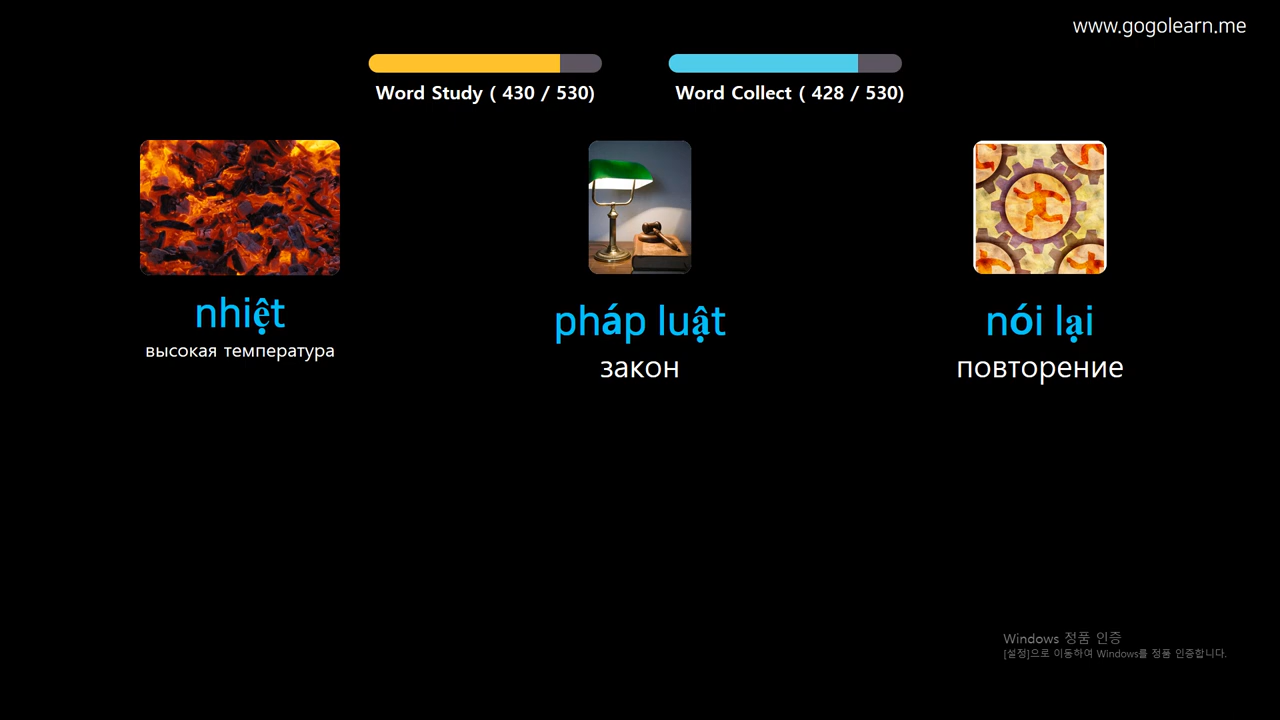 www.gogolearn.me
Word Study ( 430 / 530)
Word Collect ( 428 / 530)
nhiệt
высокая температура
pháp luật
закон
nói lại
повторение
Windows 정품 인증
[설정]으로 이동하여 Windows를 정품 인증합니다.